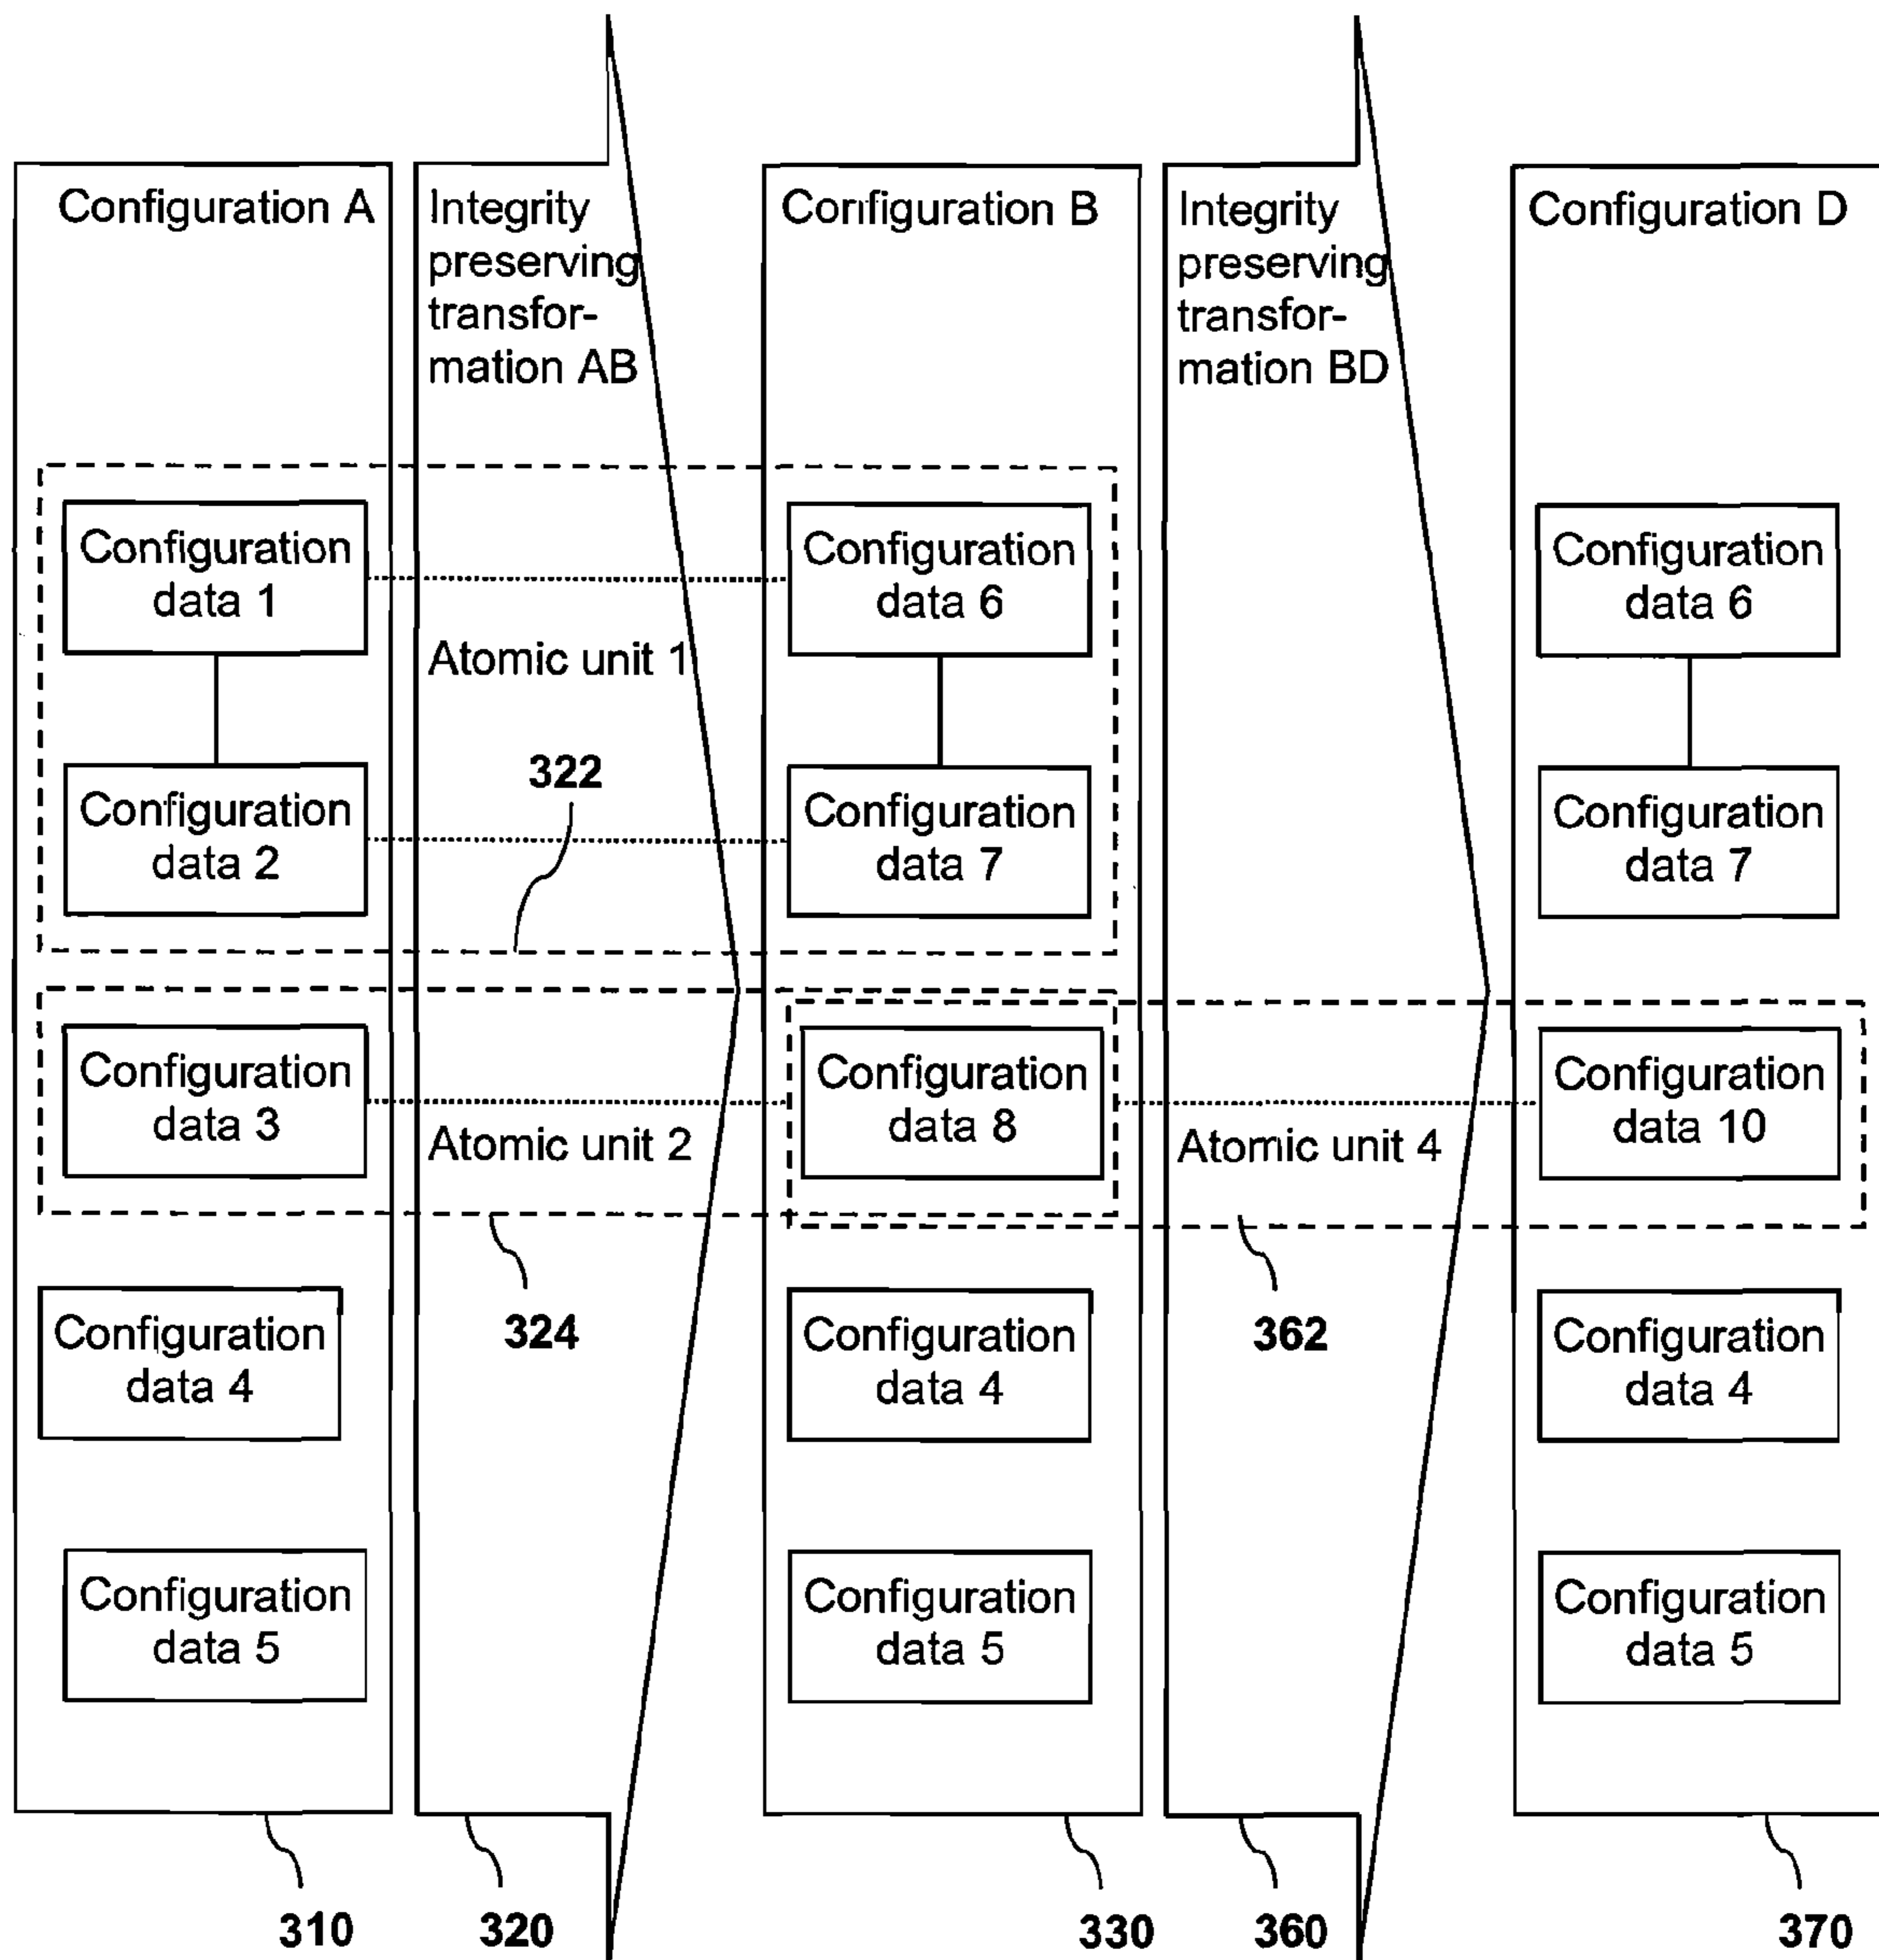 Configuration A
Integrity
preserving
transfor-
mation AB
Configuration B
Integrity
preserving
transfor-
mation BD
Configuration D
Configuration
data 1
Configuration
data 6
Configuration
data 6
Atomic unit 1
322
Configuration
data 2
Configuration
data 7
Configuration
data 7
Configuration
data 3
Atomic unit 2
Configuration
data 8
Atomic unit 4
Configuration
data 10
324
362
Configuration
data 4
Configuration
data 4
Configuration
data 4
Configuration
data 5
Configuration
data 5
Configuration
data 5
310
320
330
360
370